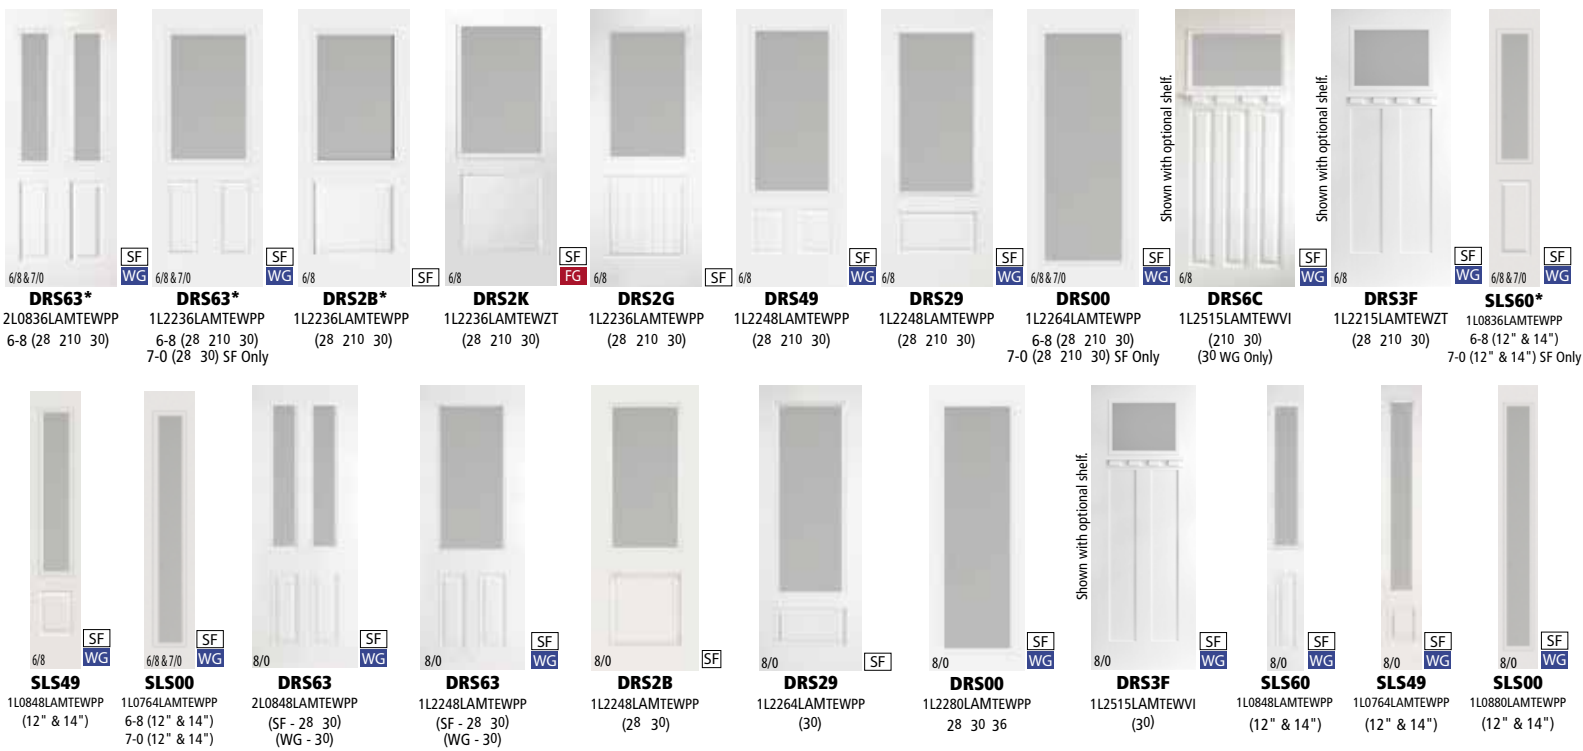 6/8 & 7/0
SF
WG
DRS63*
2L0836LAMTEWPP
6-8 (28 210 30)
6/8 & 7/0
SF
WG
DRS63*
1L2236LAMTEWPP
6-8 (28 210 30)
7-0 (28 30) SF Only
6/8
SF
DRS2B*
1L2236LAMTEWPP
(28 210 30)
6/8
SF
FG
DRS2K
1L2236LAMTEWZT
(28 210 30)
6/8
SF
DRS2G
1L2236LAMTEWPP
(28 210 30)
6/8
SF
WG
DRS49
1L2248LAMTEWPP
(28 210 30)
6/8
SF
WG
DRS29
1L2248LAMTEWPP
(28 210 30)
6/8 & 7/0
SF
WG
DRS00
1L2264LAMTEWPP
6-8 (28 210 30)
7-0 (28 210 30) SF Only
Shown with optional shelf.
6/8
SF
WG
DRS6C
1L2515LAMTEWVI
(210 30)
(30 WG Only)
Shown with optional shelf.
6/8
SF
WG
DRS3F
1L2215LAMTEWZT
(28 210 30)
6/8 & 7/0
SF
WG
SLS60*
1L0836LAMTEWPP
6-8 (12" & 14")
7-0 (12" & 14") SF Only
6/8
SF
WG
SLS49
1L0848LAMTEWPP
(12" & 14")
6/8 & 7/0
SF
WG
SLS00
1L0764LAMTEWPP
6-8 (12" & 14")
7-0 (12" & 14")
8/0
SF
WG
DRS63
2L0848LAMTEWPP
(SF - 28 30)
(WG - 30)
8/0
SF
WG
DRS63
1L2248LAMTEWPP
(SF - 28 30)
(WG - 30)
8/0
SF
DRS2B
1L2248LAMTEWPP
(28 30)
8/0
SF
DRS29
1L2264LAMTEWPP
(30)
8/0
SF
WG
DRS00
1L2280LAMTEWPP
28 30 36
Shown with optional shelf.
8/0
SF
WG
DRS3F
1L2515LAMTEWVI
(30)
8/0
SF
WG
SLS60
1L0848LAMTEWPP
(12" & 14")
8/0
SF
WG
SLS49
1L0764LAMTEWPP
(12" & 14")
8/0
SF
WG
SLS00
1L0880LAMTEWPP
(12" & 14")